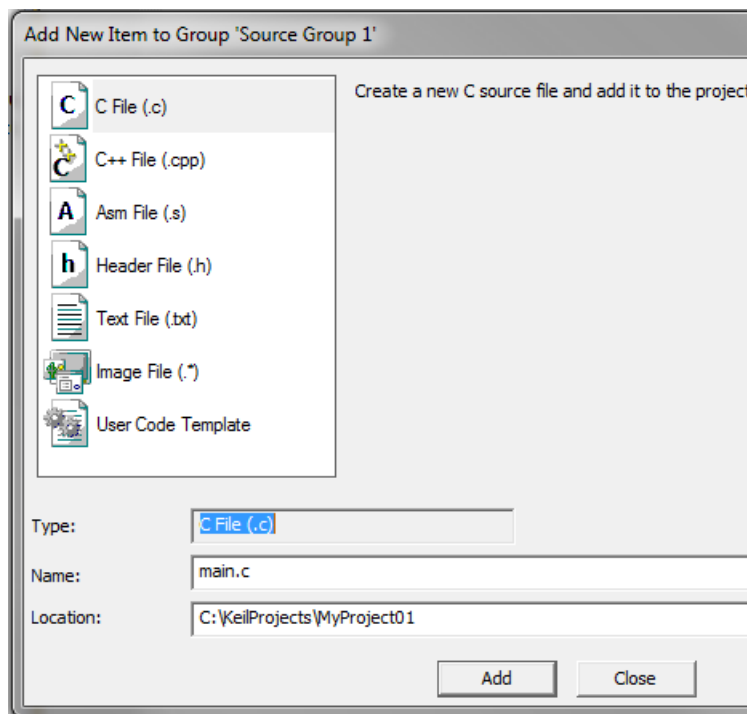 Add New Item to Group 'Source Group 1'
C File (.c)
Create a new C source file and add it to the project
C++ File (.cpp)
Asm File (.s)
Header File (.h)
Text File (.txt)
Image File (.*)
User Code Template
Type:
C File (.c)
Name:
main.c
Location:
C:\KeilProjects\MyProject01
Add
Close